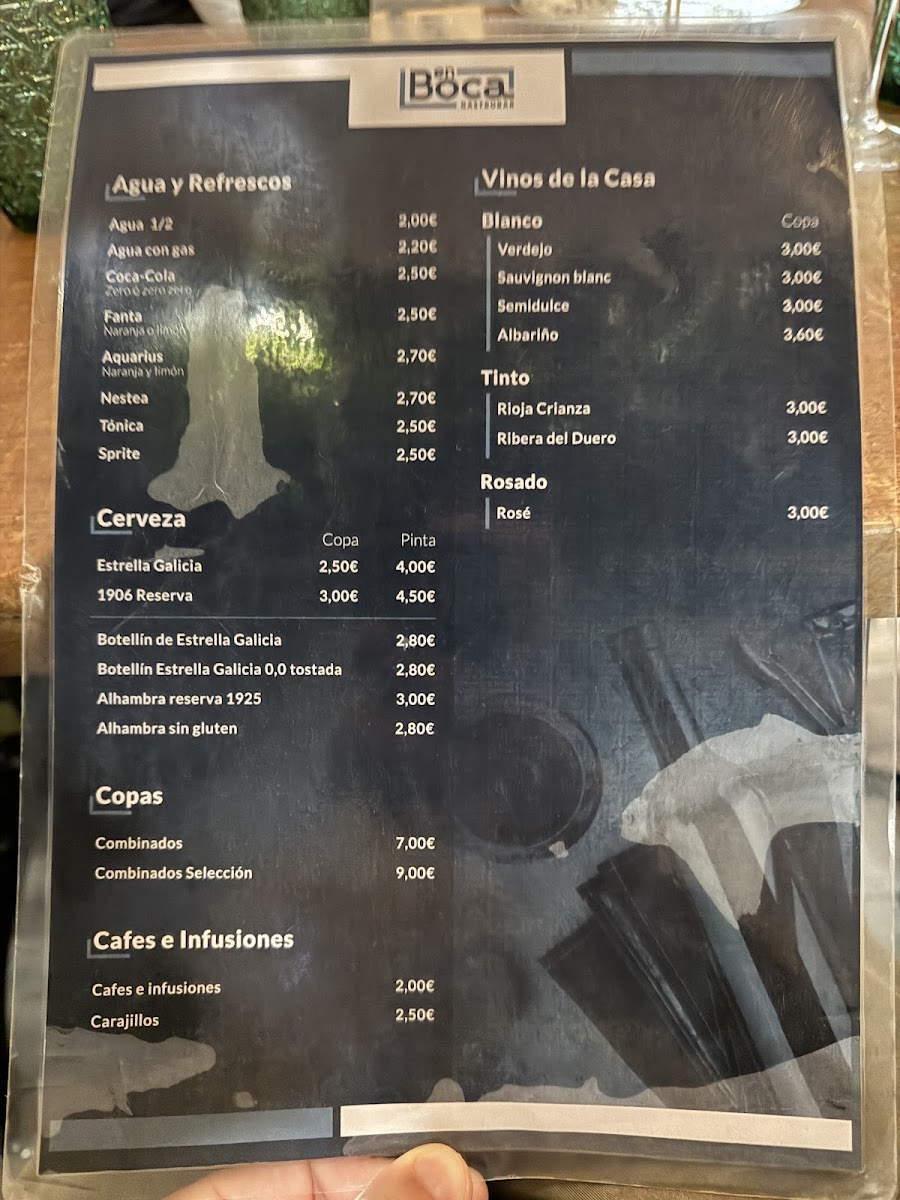 en
Boca
GASTROBAR
Agua y Refrescos
Agua 1/2 2,00€
Agua con gas 2,20€
Coca-Cola 2,50€
Zero ó zero zero
Fanta 2,50€
Naranja o limón
Aquarius 2,70€
Naranja y limón
Nestea 2,70€
Tónica 2,50€
Sprite 2,50€
Cerveza
Copa Pinta
Estrella Galicia 2,50€ 4,00€
1906 Reserva 3,00€ 4,50€
Botellín de Estrella Galicia 2,80€
Botellín Estrella Galicia 0,0 tostada 2,80€
Alhambra reserva 1925 3,00€
Alhambra sin gluten 2,80€
Copas
Combinados 7,00€
Combinados Selección 9,00€
Cafes e Infusiones
Cafes e infusiones 2,00€
Carajillos 2,50€
Vinos de la Casa
Blanco Copa
Verdejo 3,00€
Sauvignon blanc 3,00€
Semidulce 3,00€
Albariño 3,60€
Tinto
Rioja Crianza 3,00€
Ribera del Duero 3,00€
Rosado
Rosé 3,00€